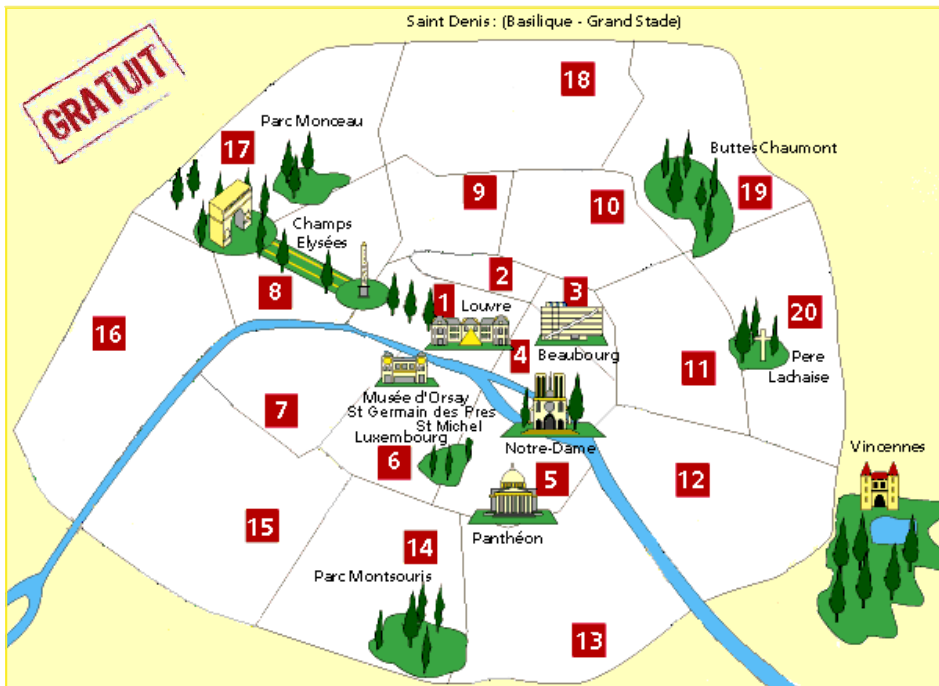 Saint Denis : (Basilique - Grand Stade)
GRATUIT
18
Parc Monceau
17
Buttes Chaumont
19
9
10
Champs
Elysées
2
8
3
1
Louvre
20
16
4
Beaubourg
11
Pere
Lachaise
Musée d'Orsay
7
St Germain des Pres
St Michel
Luxembourg
Notre-Dame
Vincennes
6
5
12
15
Panthéon
14
Parc Montsouris
13